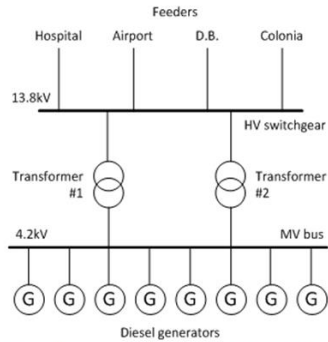 Feeders
Hospital Airport D.B. Colonia
13.8kV
HV switchgear
Transformer
#1
Transformer
#2
4.2kV MV bus
G G G G G G G G
Diesel generators